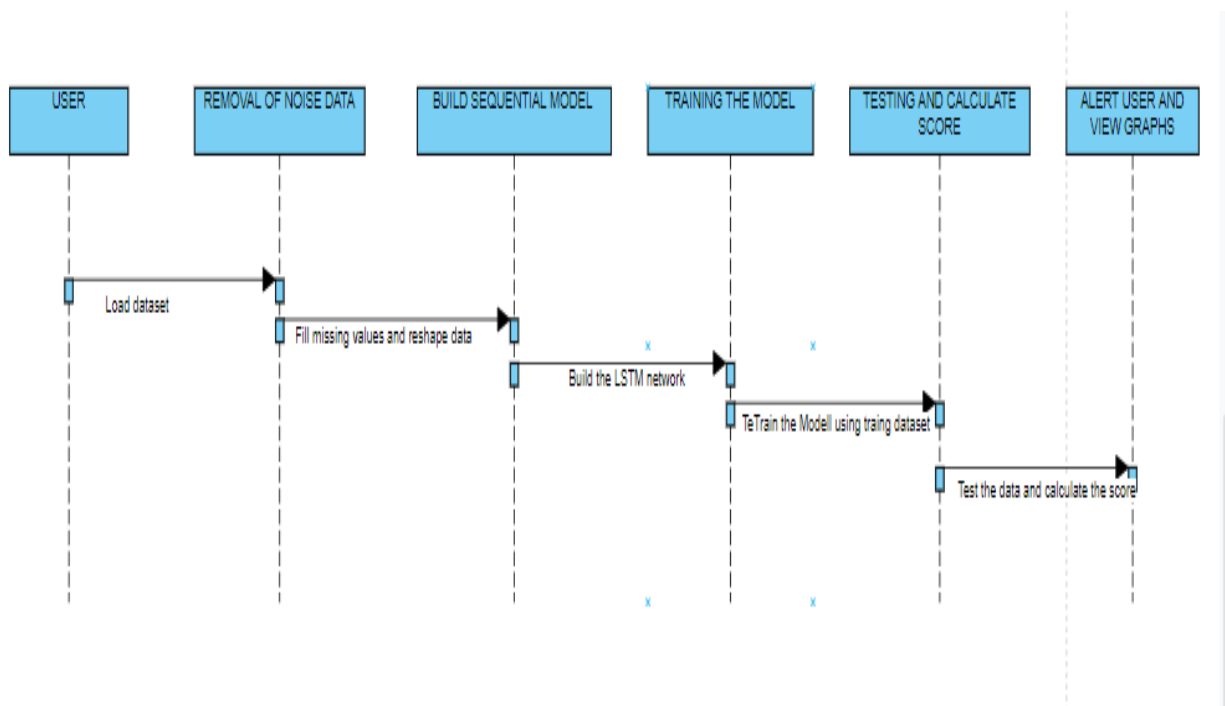 USER
REMOVAL OF NOISE DATA
BUILD SEQUENTIAL MODEL
TRAINING THE MODEL
TESTING AND CALCULATE
SCORE
ALERT USER AND
VIEW GRAPHS
Load dataset
Fill missing values and reshape data
Build the LSTM network
TeTrain the Modell using traing dataset
Test the data and calculate the score